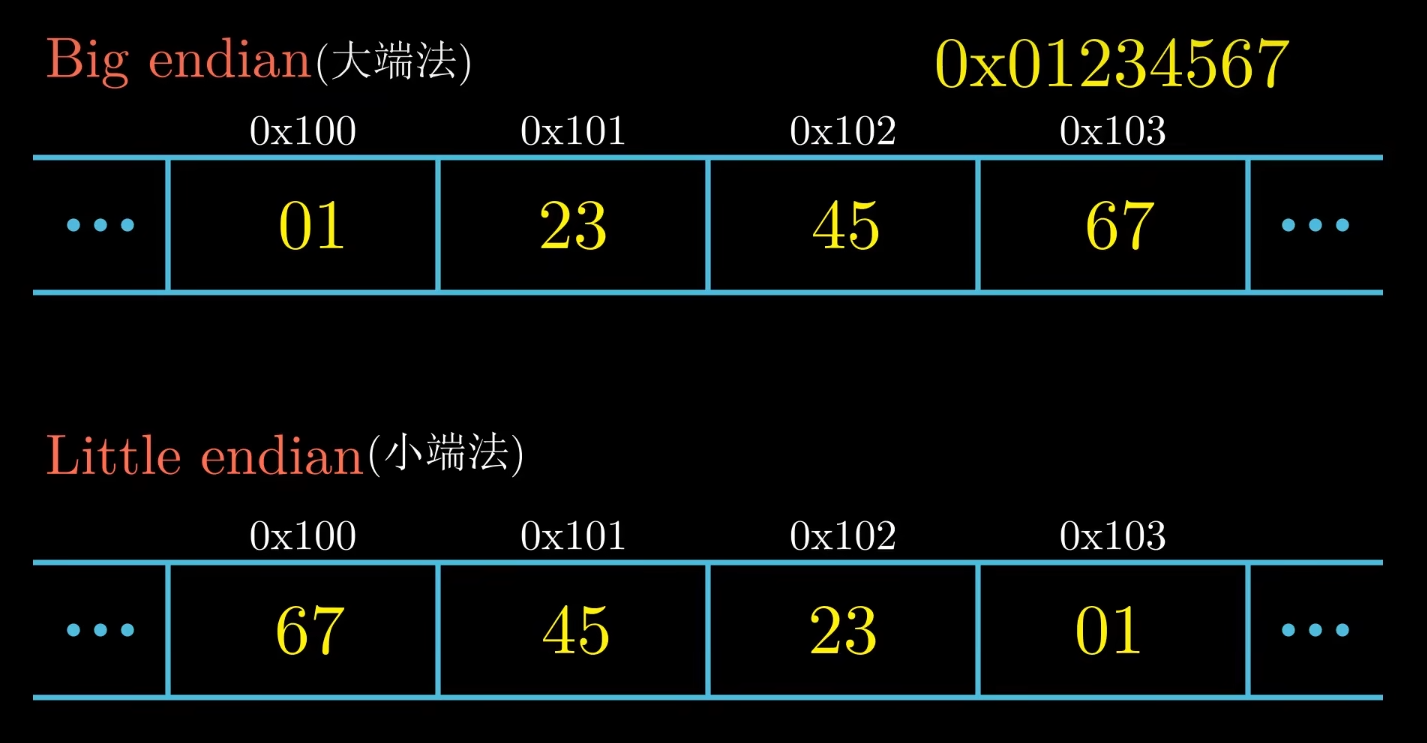 Big endian(大端法)
0x01234567
0x100 0x101 0x102 0x103
... 01 23 45 67 ...
Little endian(小端法)
0x100 0x101 0x102 0x103
... 67 45 23 01 ...